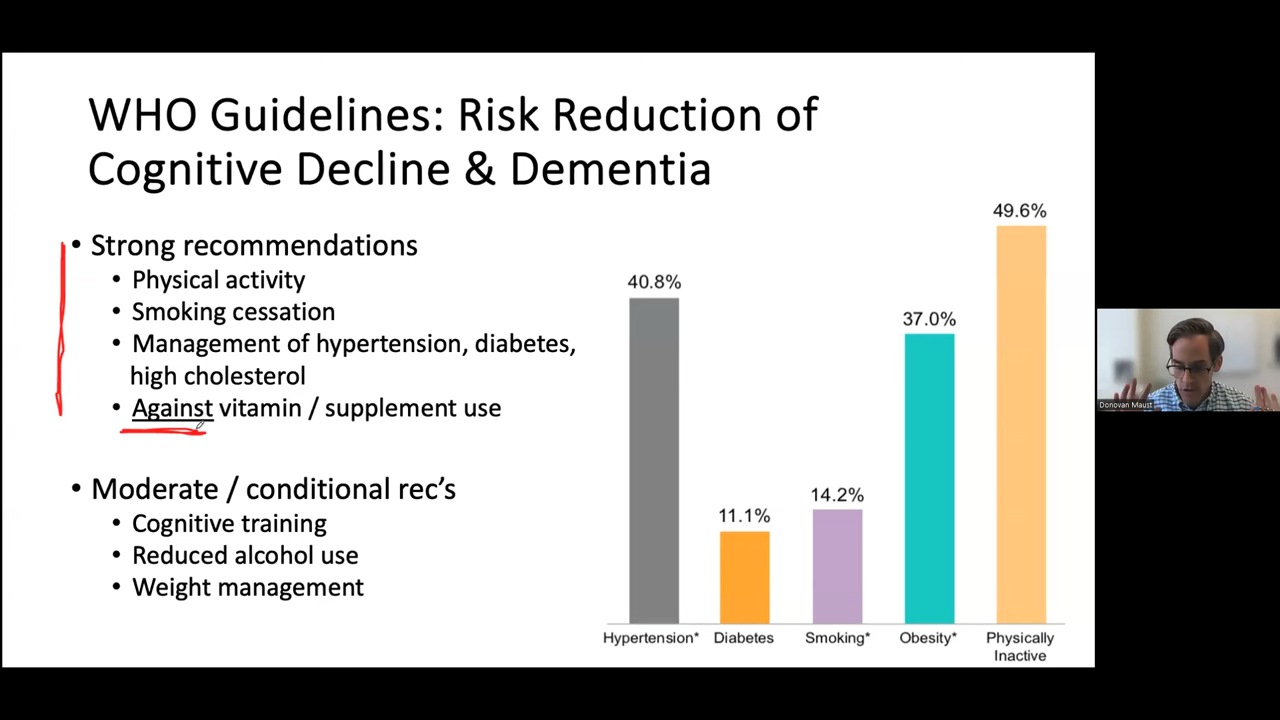 WHO Guidelines: Risk Reduction of
Cognitive Decline & Dementia
• Strong recommendations
• Physical activity
• Smoking cessation
• Management of hypertension, diabetes,
high cholesterol
• Against vitamin / supplement use
• Moderate / conditional rec’s
• Cognitive training
• Reduced alcohol use
• Weight management
40.8%
11.1%
14.2%
37.0%
49.6%
Hypertension*
Diabetes
Smoking*
Obesity*
Physically
Inactive
Donovan Maust